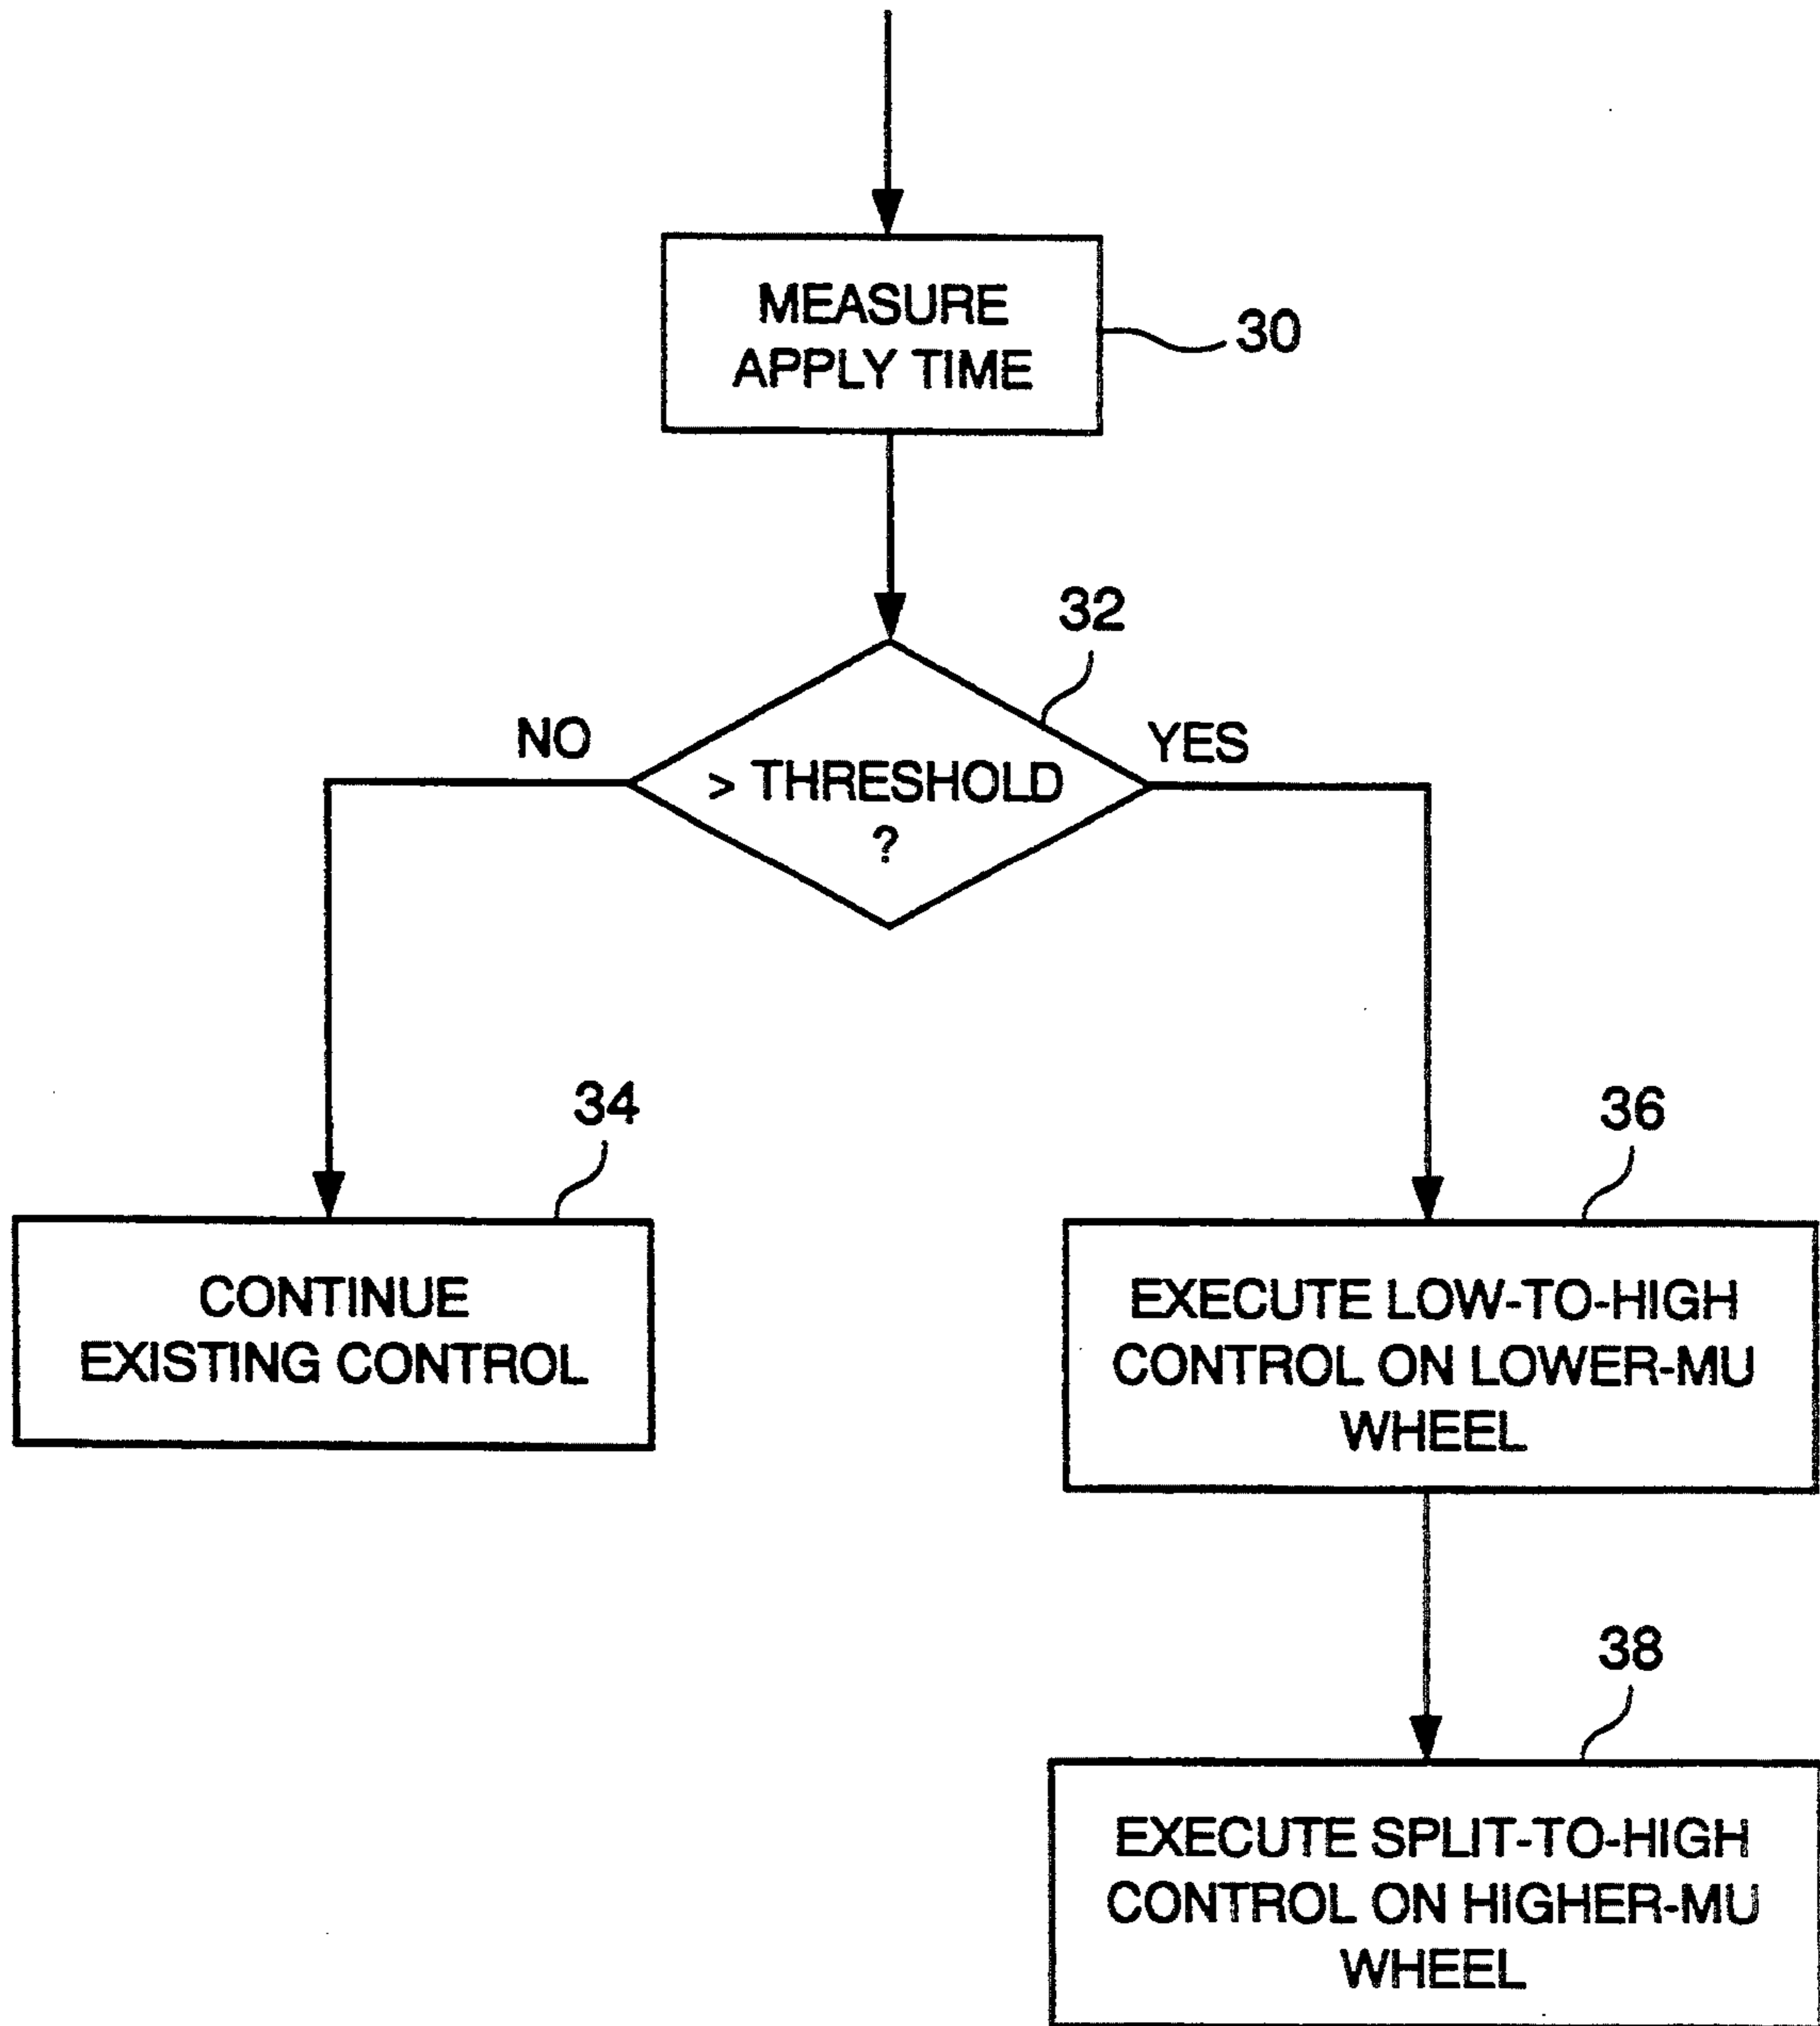 MEASURE
APPLY TIME
30
32
NO
YES
> THRESHOLD
?
34
36
CONTINUE
EXISTING CONTROL
EXECUTE LOW-TO-HIGH
CONTROL ON LOWER-MU
WHEEL
38
EXECUTE SPLIT-TO-HIGH
CONTROL ON HIGHER-MU
WHEEL